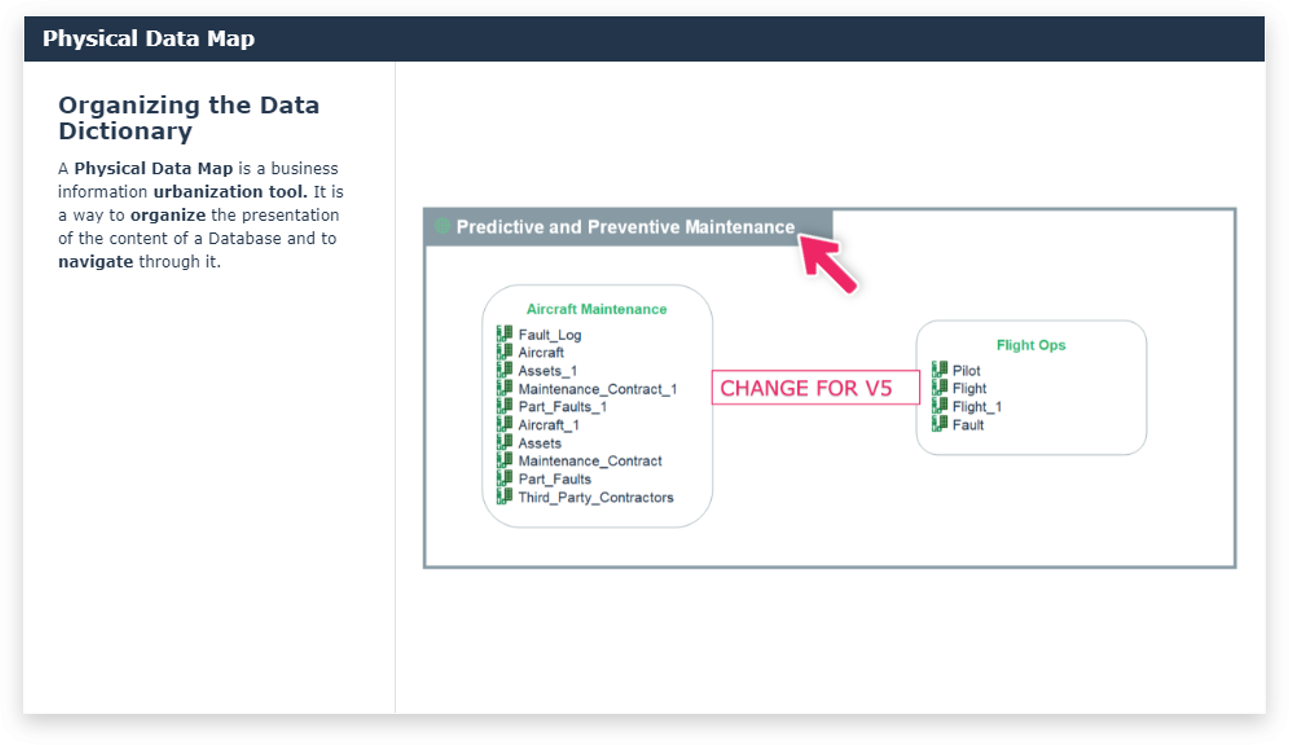 Physical Data Map
Organizing the Data
Dictionary
A Physical Data Map is a business
information urbanization tool. It is
a way to organize the presentation
of the content of a Database and to
navigate through it.
Predictive and Preventive Maintenance
Aircraft Maintenance
Fault_Log
Aircraft
Assets_1
Maintenance_Contract_1
Part_Faults_1
Aircraft_1
Assets
Maintenance_Contract
Part_Faults
Third_Party_Contractors
CHANGE FOR V5
Flight Ops
Pilot
Flight
Flight_1
Fault